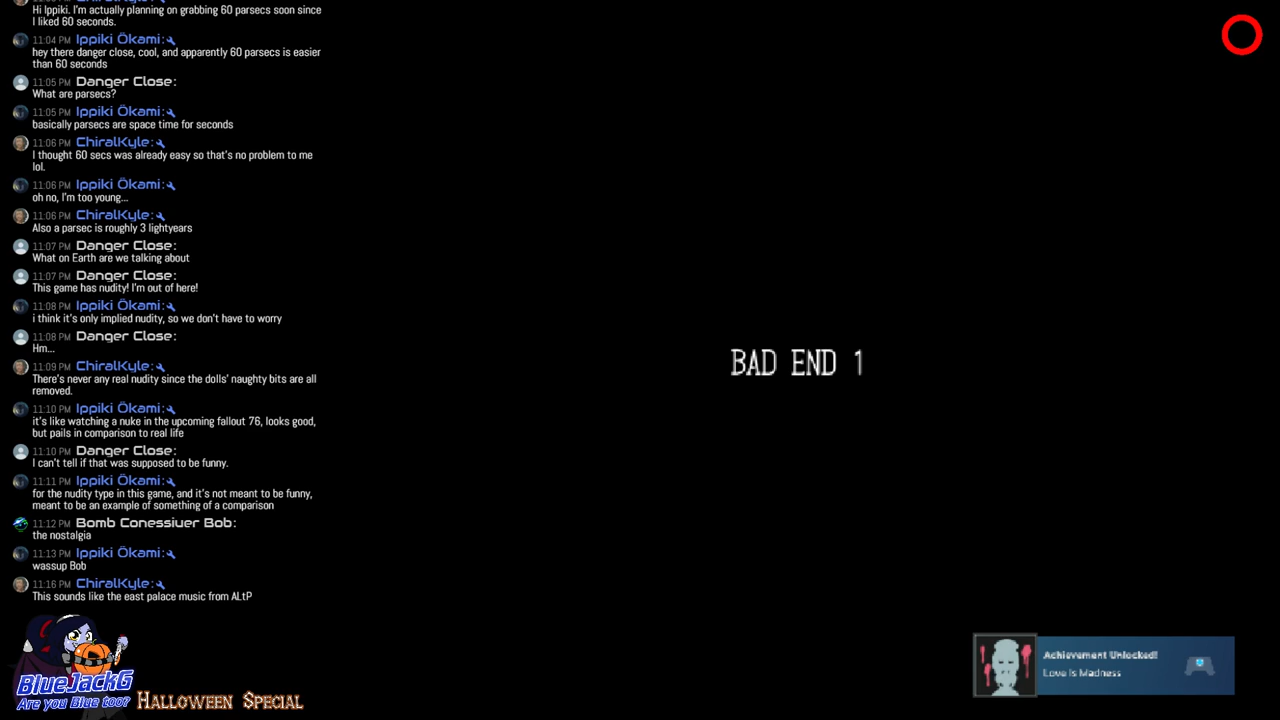 Hi Ippiki. I'm actually planning on grabbing 60 parsecs soon since
I liked 60 seconds.
11:04 PM Ippiki Ökami:
hey there danger close, cool, and apparently 60 parsecs is easier
than 60 seconds
11:05 PM Danger Close:
What are parsecs?
11:05 PM Ippiki Ökami:
basically parsecs are space time for seconds
11:06 PM ChiralKyle:
I thought 60 secs was already easy so that's no problem to me
lol.
11:06 PM Ippiki Ökami:
oh no, I'm too young...
11:06 PM ChiralKyle:
Also a parsec is roughly 3 lightyears
11:07 PM Danger Close:
What on Earth are we talking about
11:07 PM Danger Close:
This game has nudity! I'm out of here!
11:08 PM Ippiki Ökami:
i think it's only implied nudity, so we don't have to worry
11:08 PM Danger Close:
Hm...
11:09 PM ChiralKyle:
There's never any real nudity since the dolls' naughty bits are all
removed.
11:10 PM Ippiki Ökami:
it's like watching a nuke in the upcoming fallout 76, looks good,
but pails in comparison to real life
11:10 PM Danger Close:
I can't tell if that was supposed to be funny.
11:11 PM Ippiki Ökami:
for the nudity type in this game, and it's not meant to be funny,
meant to be an example of something of a comparison
11:12 PM Bomb Conessiuer Bob:
the nostalgia
11:13 PM Ippiki Ökami:
wassup Bob
11:16 PM ChiralKyle:
This sounds like the east palace music from ALtP
BAD END 1
Achievement Unlocked!
Love Is Madness
BlueJackG
Are you Blue too?
Halloween Special